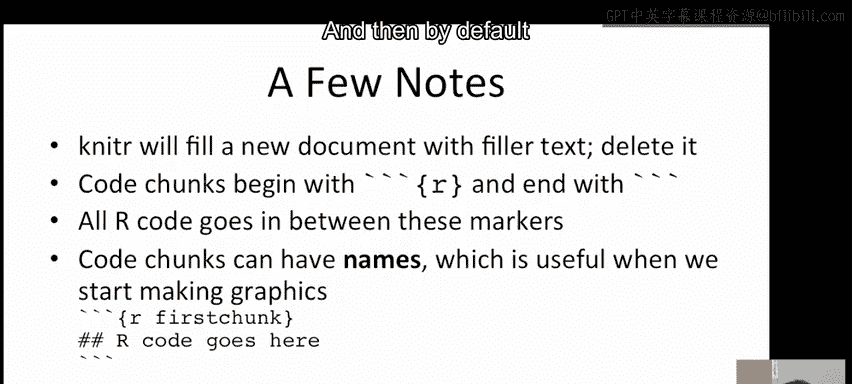 GPT中英字幕课程资源@bilibili.com
And then by default
A Few Notes
• knitr will fill a new document with filler text; delete it
• Code chunks begin with ```{r} and end with ```
• All R code goes in between these markers
• Code chunks can have names, which is useful when we
start making graphics
```{r firstchunk}
## R code goes here
```